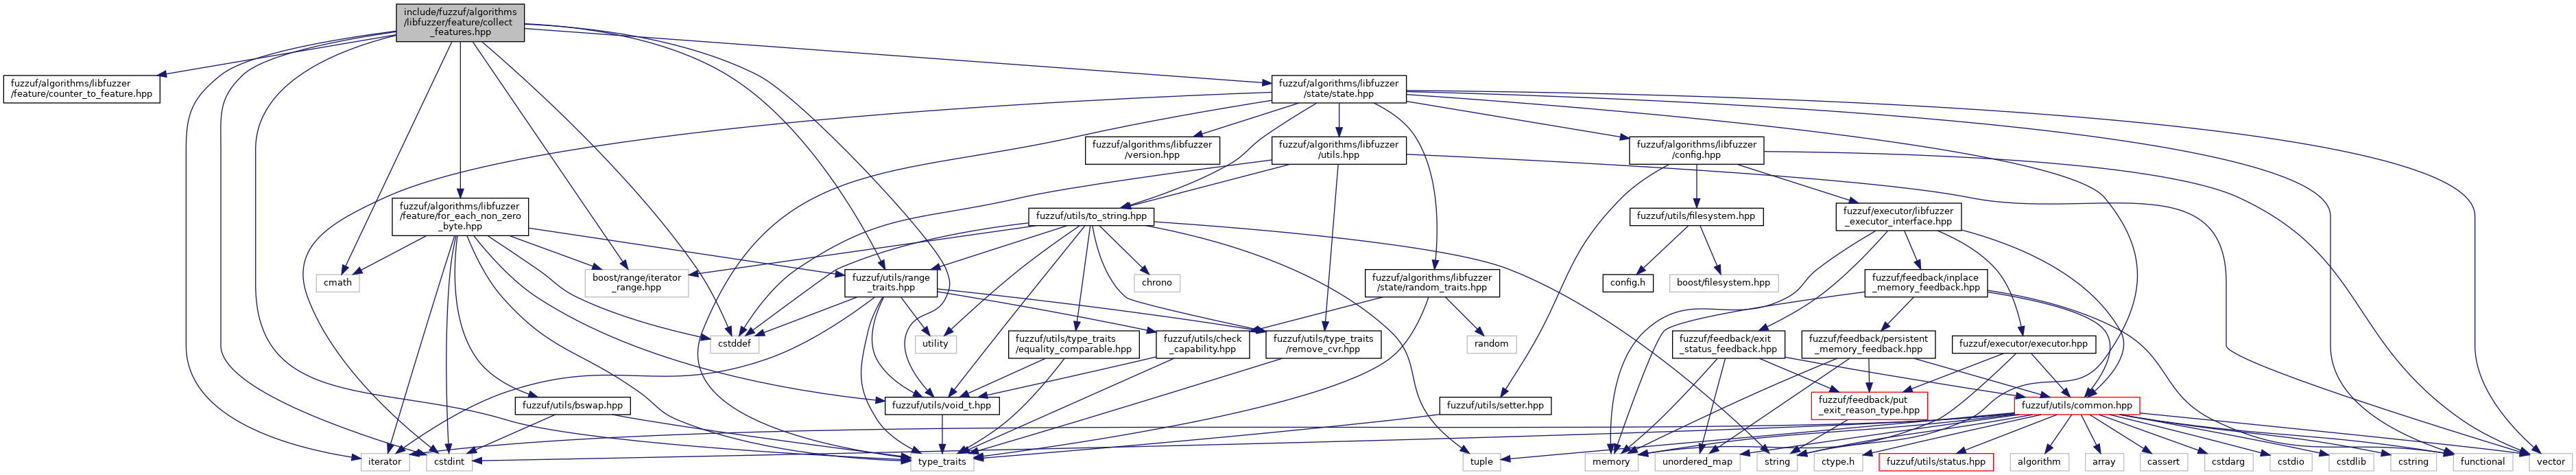 include/fuzzuf/algorithms
/libfuzzer/feature/collect
_features.hpp
fuzzuf/algorithms/libfuzzer
/feature/counter_to_feature.hpp
fuzzuf/algorithms/libfuzzer
/state/state.hpp
fuzzuf/algorithms/libfuzzer
/version.hpp
fuzzuf/algorithms/libfuzzer
/utils.hpp
fuzzuf/algorithms/libfuzzer
/config.hpp
fuzzuf/algorithms/libfuzzer
/feature/for_each_non_zero
_byte.hpp
fuzzuf/utils/to_string.hpp
fuzzuf/utils/filesystem.hpp
fuzzuf/executor/libfuzzer
_executor_interface.hpp
cmath
boost/range/iterator
_range.hpp
fuzzuf/utils/range
_traits.hpp
chrono
fuzzuf/algorithms/libfuzzer
/state/random_traits.hpp
config.h
boost/filesystem.hpp
fuzzuf/feedback/inplace
_memory_feedback.hpp
cstddef
utility
fuzzuf/utils/type_traits
/equality_comparable.hpp
fuzzuf/utils/check
_capability.hpp
fuzzuf/utils/type_traits
/remove_cvr.hpp
random
fuzzuf/feedback/exit
_status_feedback.hpp
fuzzuf/feedback/persistent
_memory_feedback.hpp
fuzzuf/executor/executor.hpp
fuzzuf/utils/bswap.hpp
fuzzuf/utils/void_t.hpp
fuzzuf/utils/setter.hpp
fuzzuf/feedback/put
_exit_reason_type.hpp
fuzzuf/utils/common.hpp
iterator
cstdint
type_traits
tuple
memory
unordered_map
string
ctype.h
fuzzuf/utils/status.hpp
algorithm
array
cassert
cstdarg
cstdio
cstdlib
cstring
functional
vector